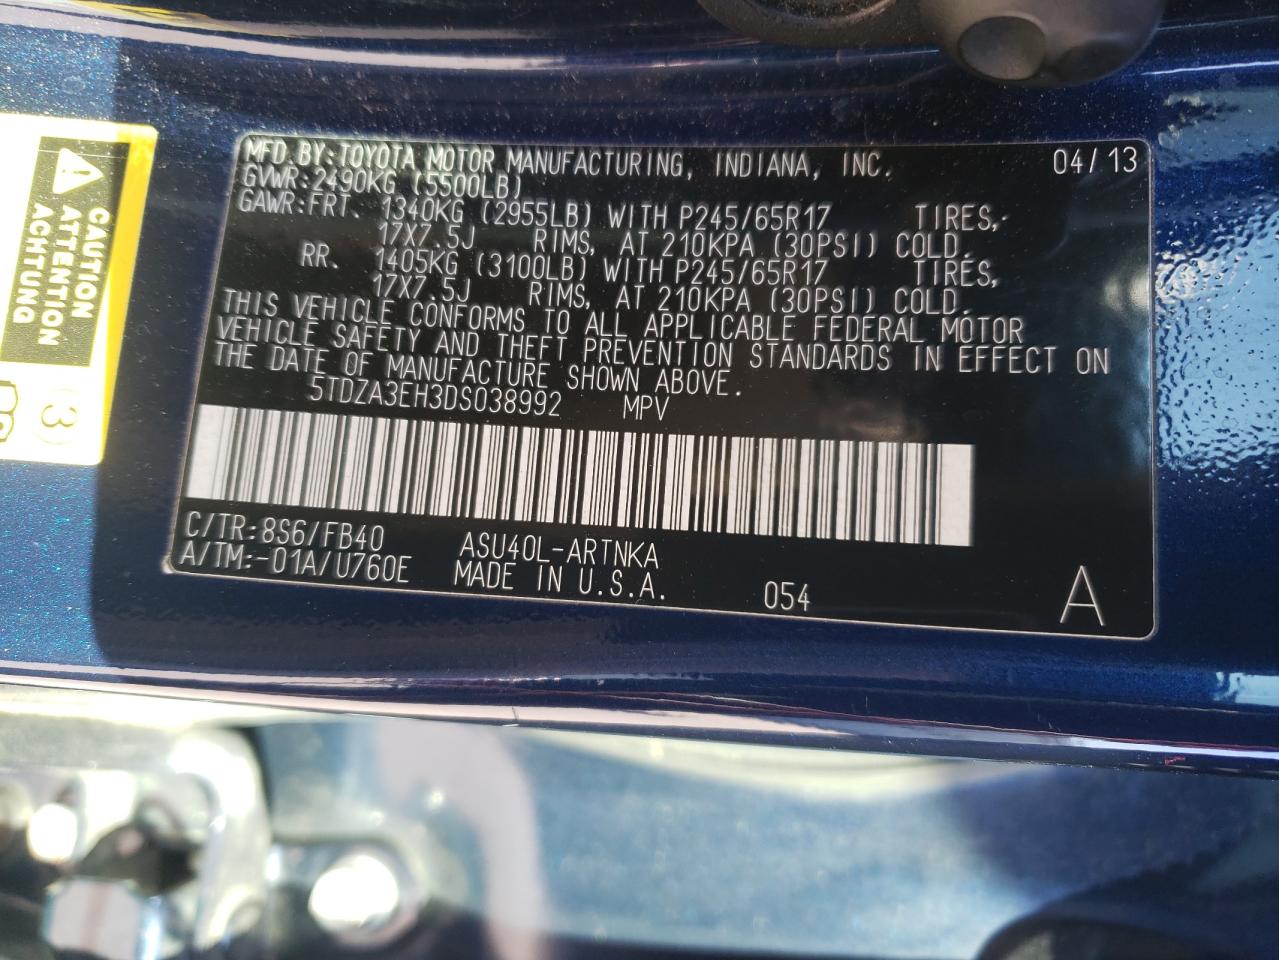 MFD.BY:TOYOTA MOTOR MANUFACTURING, INDIANA, INC. 04/13
GVWR:2490KG (5500LB)
GAWR:FRT. 1340KG (2955LB) WITH P245/65R17 TIRES,
17X7.5J RIMS, AT 210KPA (30PSI) COLD.
RR. 1405KG (3100LB) WITH P245/65R17 TIRES,
17X7.5J RIMS, AT 210KPA (30PSI) COLD.
THIS VEHICLE CONFORMS TO ALL APPLICABLE FEDERAL MOTOR
VEHICLE SAFETY AND THEFT PREVENTION STANDARDS IN EFFECT ON
THE DATE OF MANUFACTURE SHOWN ABOVE.
5TDZA3EH3DS038992 MPV
C/TR:8S6/FB40 ASU40L-ARTNKA
A/TM:-01A/U760E MADE IN U.S.A. 054 A
CAUTION
ATTENTION
ACHTUNG
3